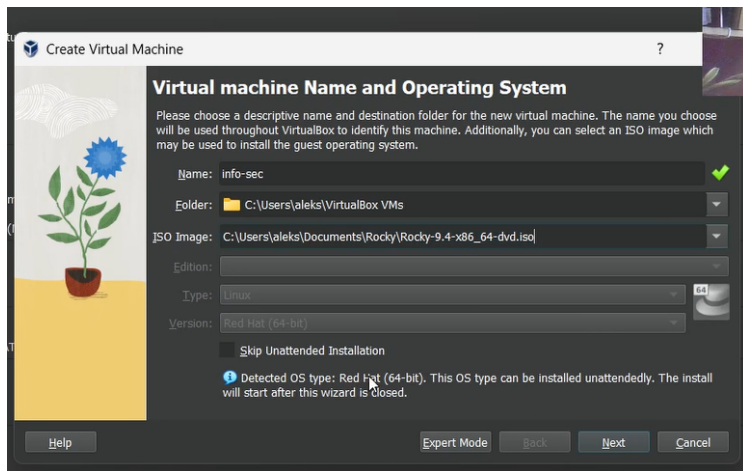 Create Virtual Machine
?
Virtual machine Name and Operating System
Please choose a descriptive name and destination folder for the new virtual machine. The name you choose
will be used throughout VirtualBox to identify this machine. Additionally, you can select an ISO image which
may be used to install the guest operating system.
Name: info-sec
Folder: C:\Users\aleks\VirtualBox VMs
ISO Image: C:\Users\aleks\Documents\Rocky\Rocky-9.4-x86_64-dvd.iso
Edition:
Type: Linux
64
Version: Red Hat (64-bit)
Skip Unattended Installation
Detected OS type: Red Hat (64-bit). This OS type can be installed unattendedly. The install
will start after this wizard is closed.
Help Expert Mode Back Next Cancel